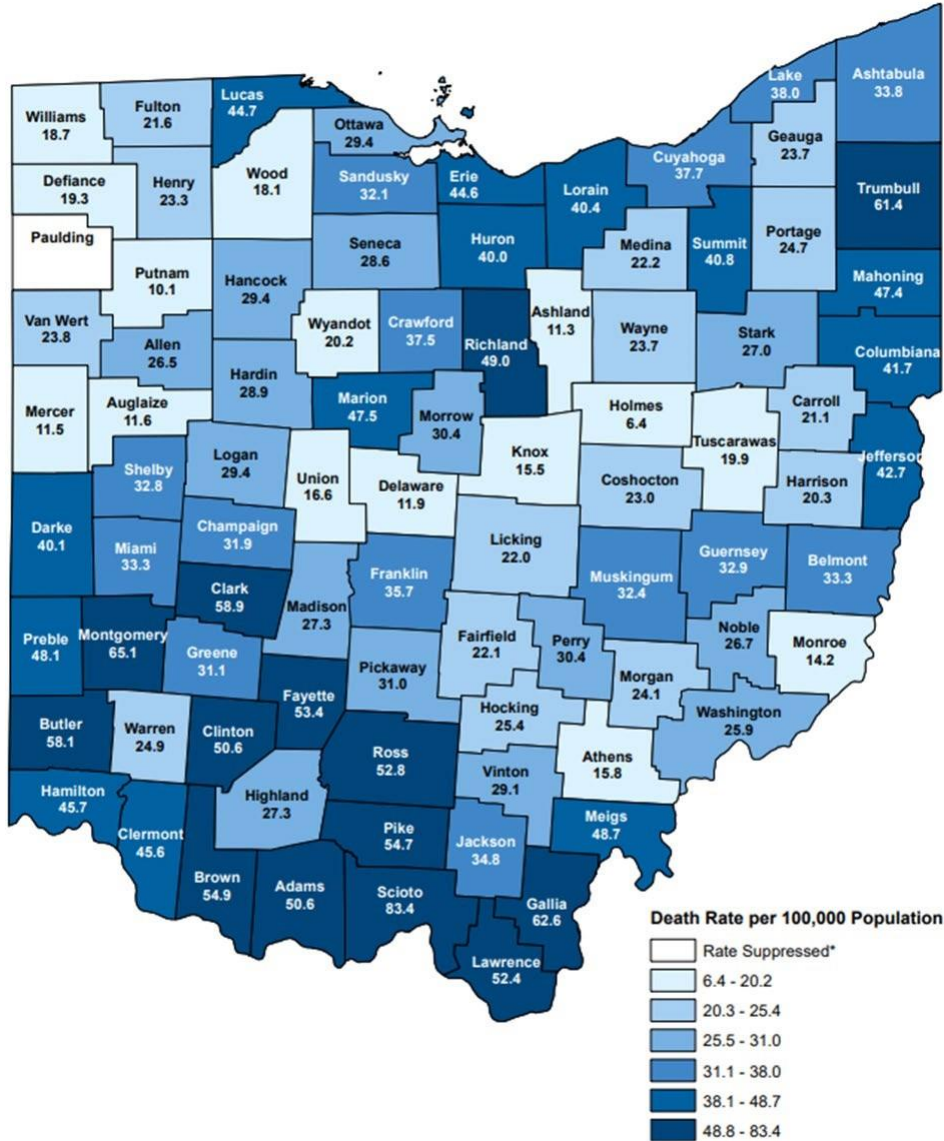 Lake
38.0
Ashtabula
33.8
Williams
18.7
Fulton
21.6
Lucas
44.7
Ottawa
29.4
Geauga
23.7
Cuyahoga
37.7
Wood
18.1
Sandusky
32.1
Erie
44.6
Lorain
40.4
Defiance
19.3
Henry
23.3
Trumbull
61.4
Paulding
Seneca
28.6
Huron
40.0
Medina
22.2
Summit
40.8
Portage
24.7
Putnam
10.1
Hancock
29.4
Mahoning
47.4
Van Wert
23.8
Allen
26.5
Wyandot
20.2
Crawford
37.5
Richland
49.0
Ashland
11.3
Wayne
23.7
Stark
27.0
Columbiana
41.7
Hardin
28.9
Mercer
11.5
Auglaize
11.6
Marion
47.5
Morrow
30.4
Holmes
6.4
Carroll
21.1
Tuscarawas
19.9
Shelby
32.8
Logan
29.4
Union
16.6
Delaware
11.9
Knox
15.5
Coshocton
23.0
Harrison
20.3
Jefferson
42.7
Darke
40.1
Miami
33.3
Champaign
31.9
Licking
22.0
Franklin
35.7
Muskingum
32.4
Guernsey
32.9
Belmont
33.3
Clark
58.9
Madison
27.3
Preble
48.1
Montgomery
65.1
Greene
31.1
Fairfield
22.1
Perry
30.4
Noble
26.7
Monroe
14.2
Pickaway
31.0
Morgan
24.1
Fayette
53.4
Butler
58.1
Warren
24.9
Clinton
50.6
Hocking
25.4
Washington
25.9
Ross
52.8
Athens
15.8
Vinton
29.1
Hamilton
45.7
Highland
27.3
Clermont
45.6
Pike
54.7
Jackson
34.8
Meigs
48.7
Brown
54.9
Adams
50.6
Scioto
83.4
Gallia
62.6
Lawrence
52.4
Death Rate per 100,000 Population
Rate Suppressed*
6.4 - 20.2
20.3 - 25.4
25.5 - 31.0
31.1 - 38.0
38.1 - 48.7
48.8 - 83.4